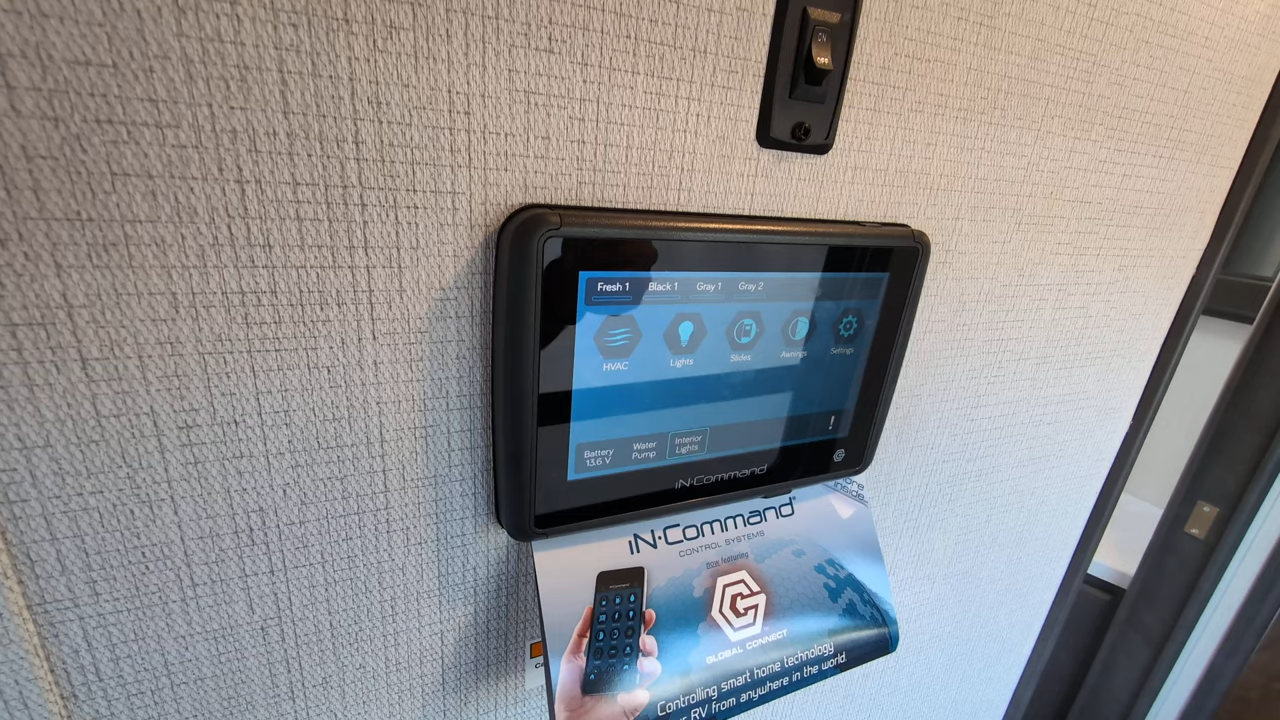 ON
OFF
Fresh 1 Black 1 Gray 1 Gray 2
HVAC Lights Slides Awnings Settings
!
Battery
13.6 V
Water
Pump
Interior
Lights
iN·Command
more
inside
iN·Command®
CONTROL SYSTEMS
now featuring
GLOBAL CONNECT
Controlling smart home technology
RV from anywhere in the world.